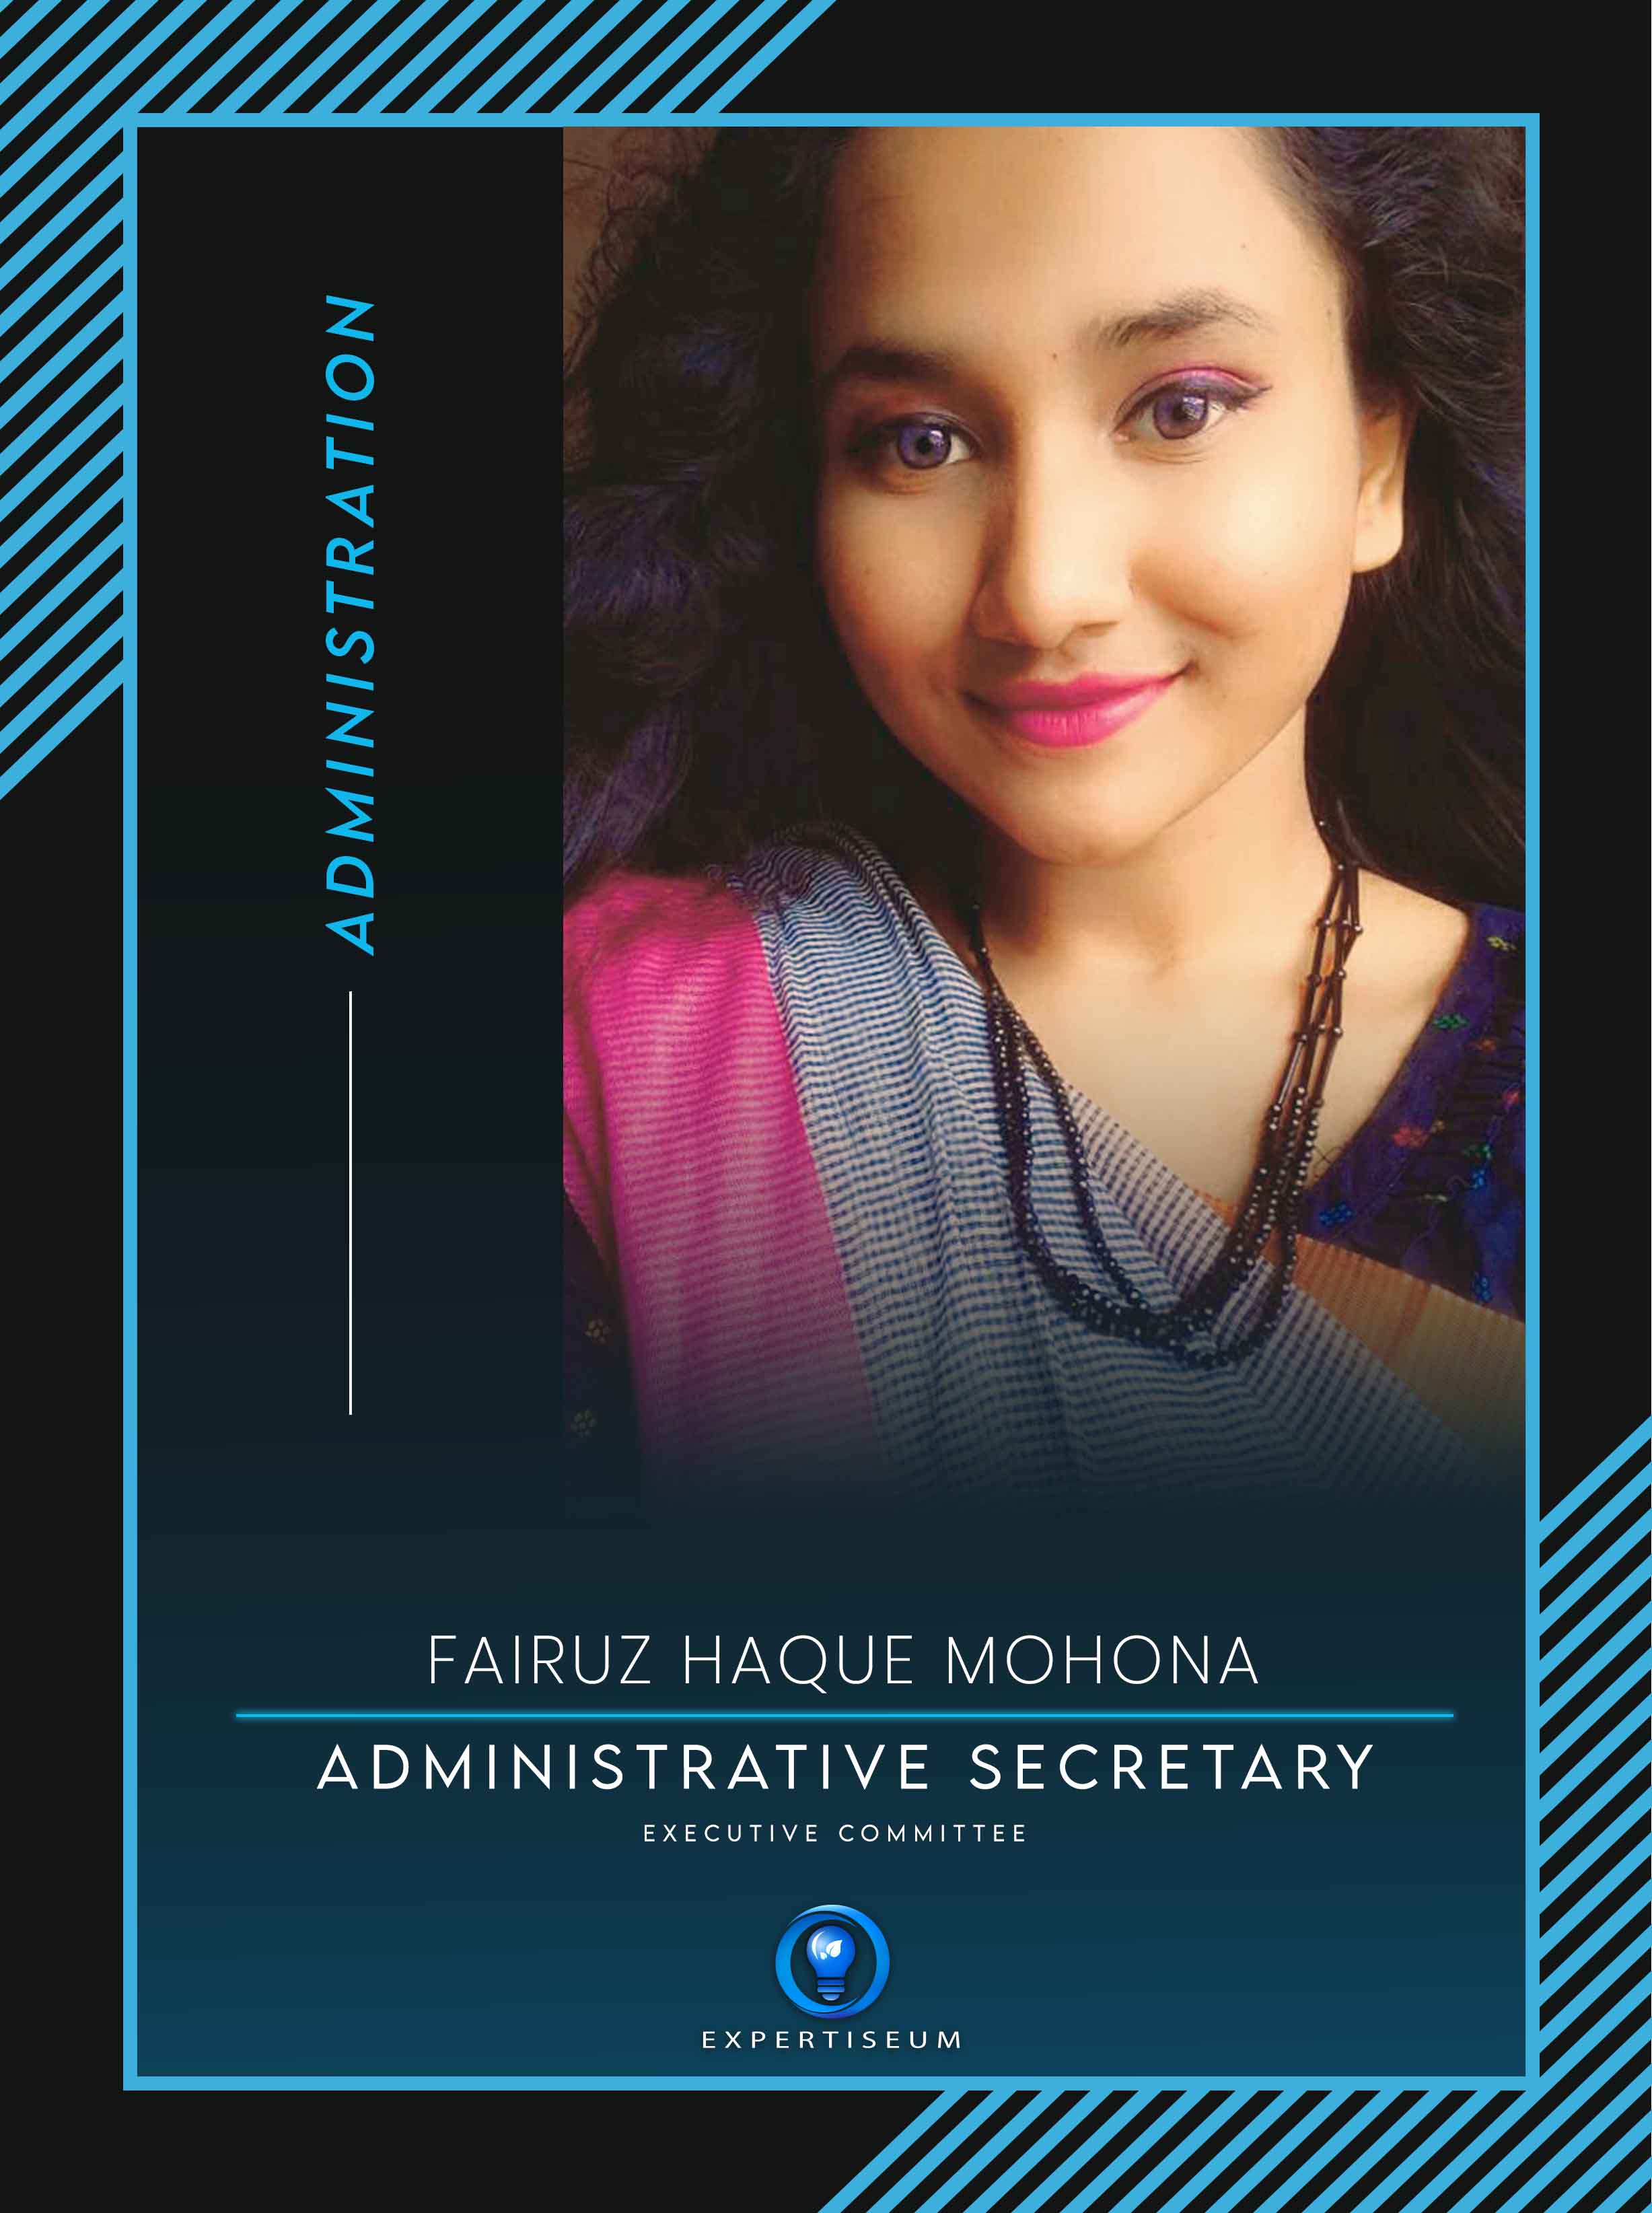 ADMINISTRATION
FAIRUZ HAQUE MOHONA
ADMINISTRATIVE SECRETARY
EXECUTIVE COMMITTEE
EXPERTISEUM